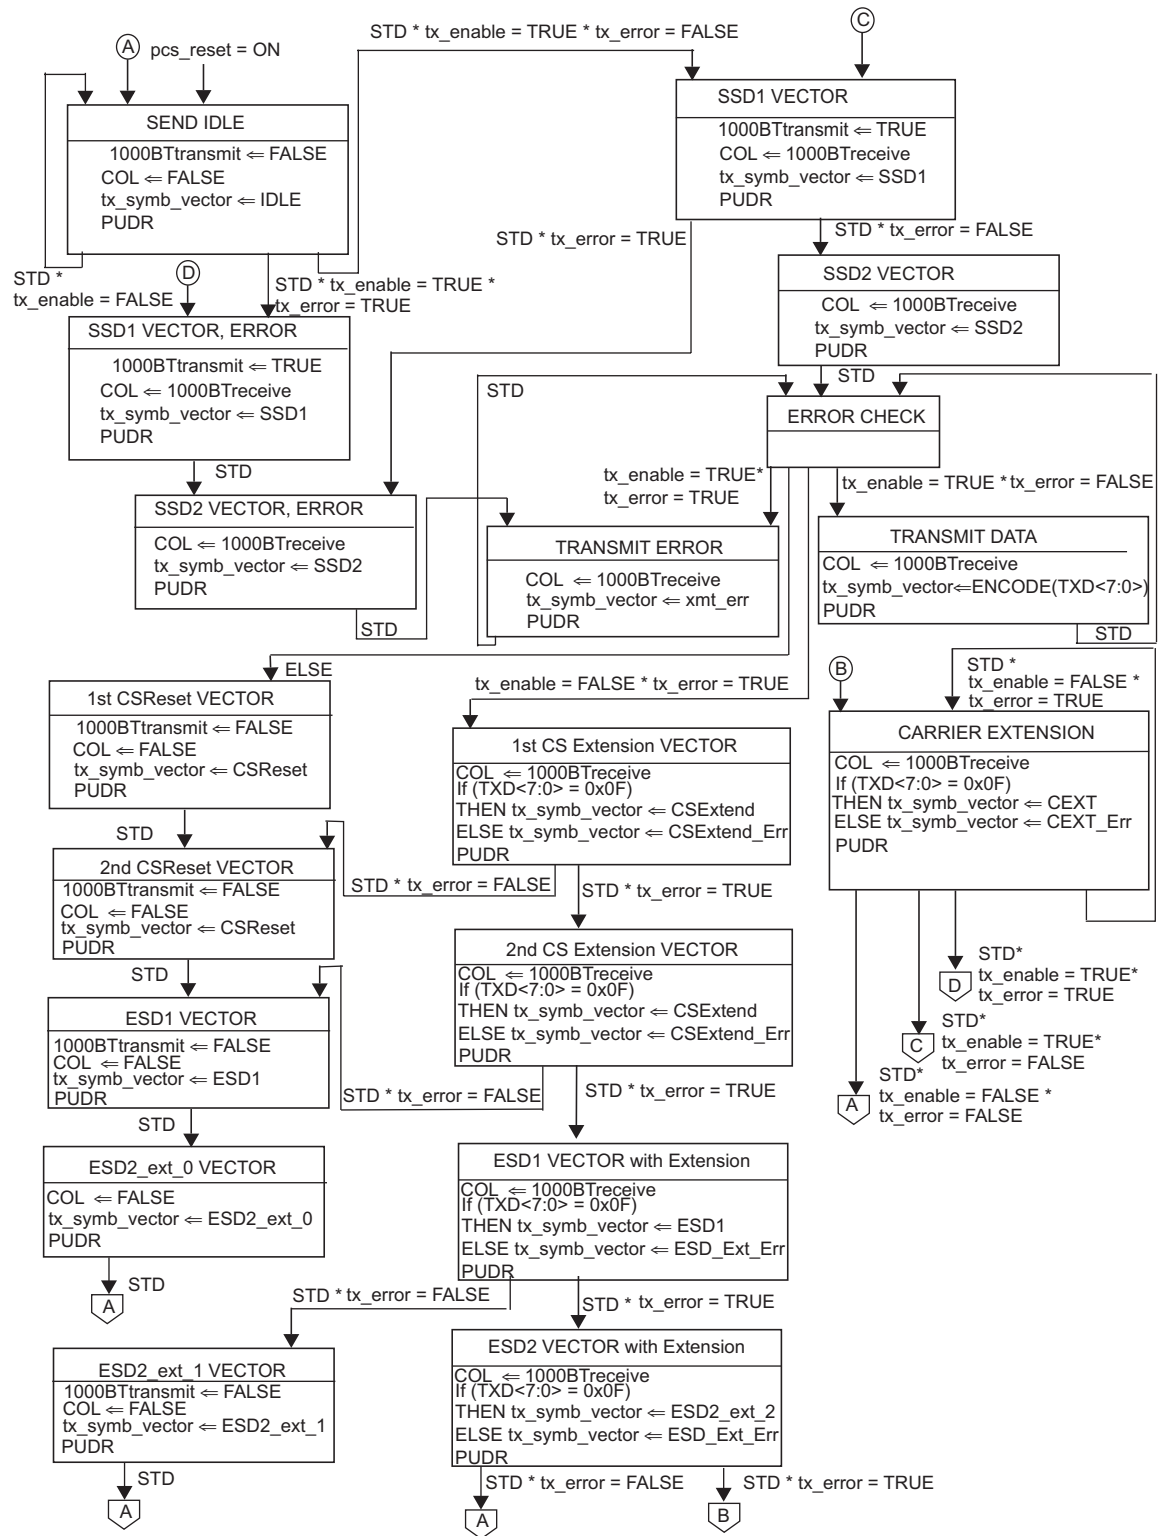 STD * tx_enable = TRUE * tx_error = FALSE
C
A
pcs_reset = ON
SEND IDLE
1000BTtransmit ⇐ FALSE
COL ⇐ FALSE
tx_symb_vector ⇐ IDLE
PUDR
SSD1 VECTOR
1000BTtransmit ⇐ TRUE
COL ⇐ 1000BTreceive
tx_symb_vector ⇐ SSD1
PUDR
STD *
tx_enable = FALSE
D
STD * tx_enable = TRUE *
tx_error = TRUE
STD * tx_error = TRUE
STD * tx_error = FALSE
SSD2 VECTOR
COL ⇐ 1000BTreceive
tx_symb_vector ⇐ SSD2
PUDR
SSD1 VECTOR, ERROR
1000BTtransmit ⇐ TRUE
COL ⇐ 1000BTreceive
tx_symb_vector ⇐ SSD1
PUDR
STD
STD
ERROR CHECK
STD
SSD2 VECTOR, ERROR
COL ⇐ 1000BTreceive
tx_symb_vector ⇐ SSD2
PUDR
STD
tx_enable = TRUE*
tx_error = TRUE
tx_enable = TRUE * tx_error = FALSE
TRANSMIT ERROR
COL ⇐ 1000BTreceive
tx_symb_vector ⇐ xmt_err
PUDR
TRANSMIT DATA
COL ⇐ 1000BTreceive
tx_symb_vector⇐ENCODE(TXD<7:0>)
PUDR
STD
ELSE
tx_enable = FALSE * tx_error = TRUE
B
STD *
tx_enable = FALSE *
tx_error = TRUE
1st CSReset VECTOR
1000BTtransmit ⇐ FALSE
COL ⇐ FALSE
tx_symb_vector ⇐ CSReset
PUDR
STD
1st CS Extension VECTOR
COL ⇐ 1000BTreceive
If (TXD<7:0> = 0x0F)
THEN tx_symb_vector ⇐ CSExtend
ELSE tx_symb_vector ⇐ CSExtend_Err
PUDR
CARRIER EXTENSION
COL ⇐ 1000BTreceive
If (TXD<7:0> = 0x0F)
THEN tx_symb_vector ⇐ CEXT
ELSE tx_symb_vector ⇐ CEXT_Err
PUDR
2nd CSReset VECTOR
1000BTtransmit ⇐ FALSE
COL ⇐ FALSE
tx_symb_vector ⇐ CSReset
PUDR
STD
STD * tx_error = FALSE
STD * tx_error = TRUE
2nd CS Extension VECTOR
COL ⇐ 1000BTreceive
If (TXD<7:0> = 0x0F)
THEN tx_symb_vector ⇐ CSExtend
ELSE tx_symb_vector ⇐ CSExtend_Err
PUDR
D
STD*
tx_enable = TRUE*
tx_error = TRUE
C
STD*
tx_enable = TRUE*
tx_error = FALSE
A
STD*
tx_enable = FALSE *
tx_error = FALSE
ESD1 VECTOR
1000BTtransmit ⇐ FALSE
COL ⇐ FALSE
tx_symb_vector ⇐ ESD1
PUDR
STD
STD * tx_error = FALSE
STD * tx_error = TRUE
ESD2_ext_0 VECTOR
COL ⇐ FALSE
tx_symb_vector ⇐ ESD2_ext_0
PUDR
STD
A
ESD1 VECTOR with Extension
COL ⇐ 1000BTreceive
If (TXD<7:0> = 0x0F)
THEN tx_symb_vector ⇐ ESD1
ELSE tx_symb_vector ⇐ ESD_Ext_Err
PUDR
STD * tx_error = FALSE
STD * tx_error = TRUE
ESD2_ext_1 VECTOR
1000BTtransmit ⇐ FALSE
COL ⇐ FALSE
tx_symb_vector ⇐ ESD2_ext_1
PUDR
STD
A
ESD2 VECTOR with Extension
COL ⇐ 1000BTreceive
If (TXD<7:0> = 0x0F)
THEN tx_symb_vector ⇐ ESD2_ext_2
ELSE tx_symb_vector ⇐ ESD_Ext_Err
PUDR
STD * tx_error = FALSE
A
STD * tx_error = TRUE
B